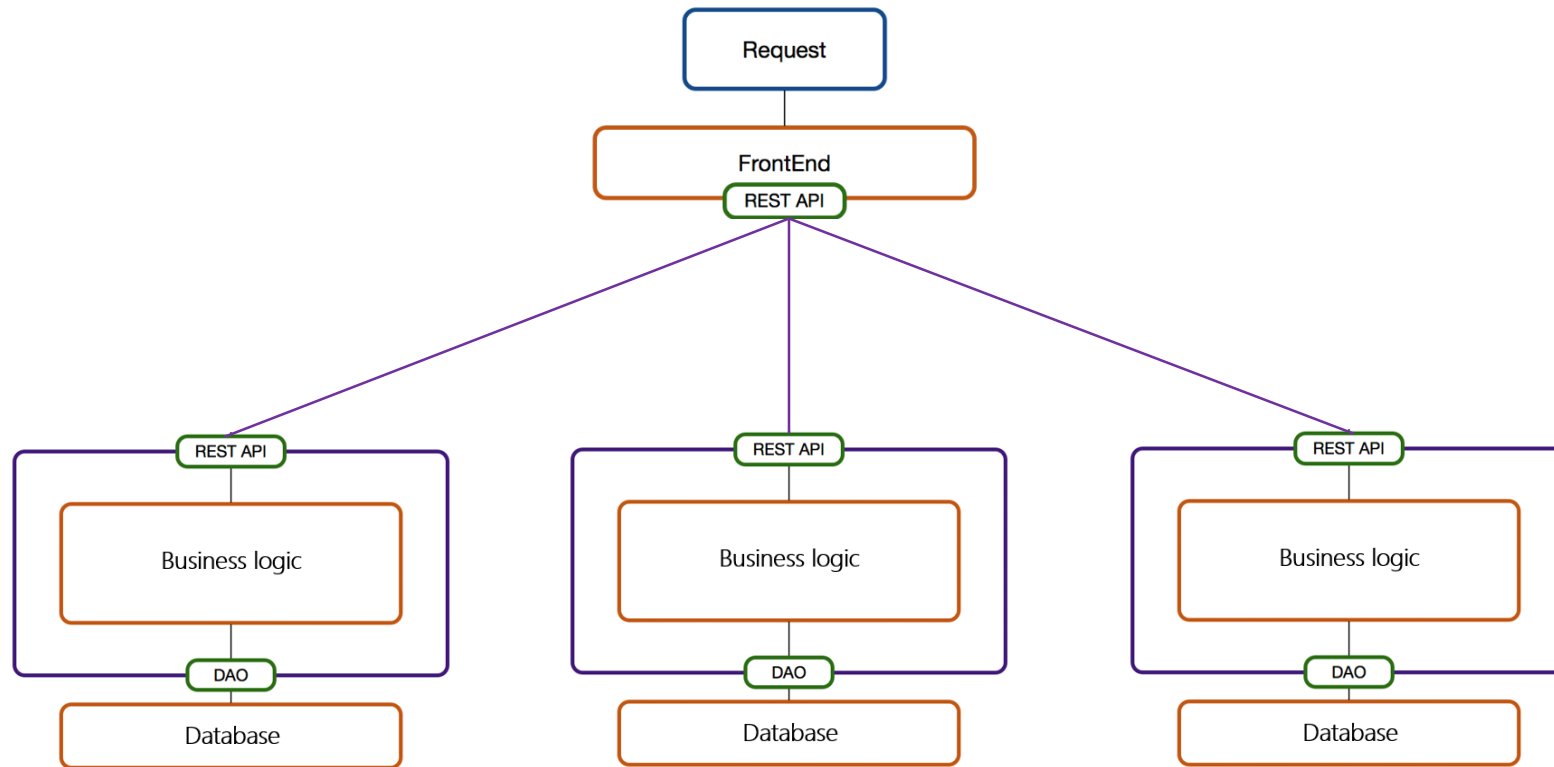 Request
FrontEnd
REST API
REST API
REST API
REST API
Business logic
Business logic
Business logic
DAO
DAO
DAO
Database
Database
Database